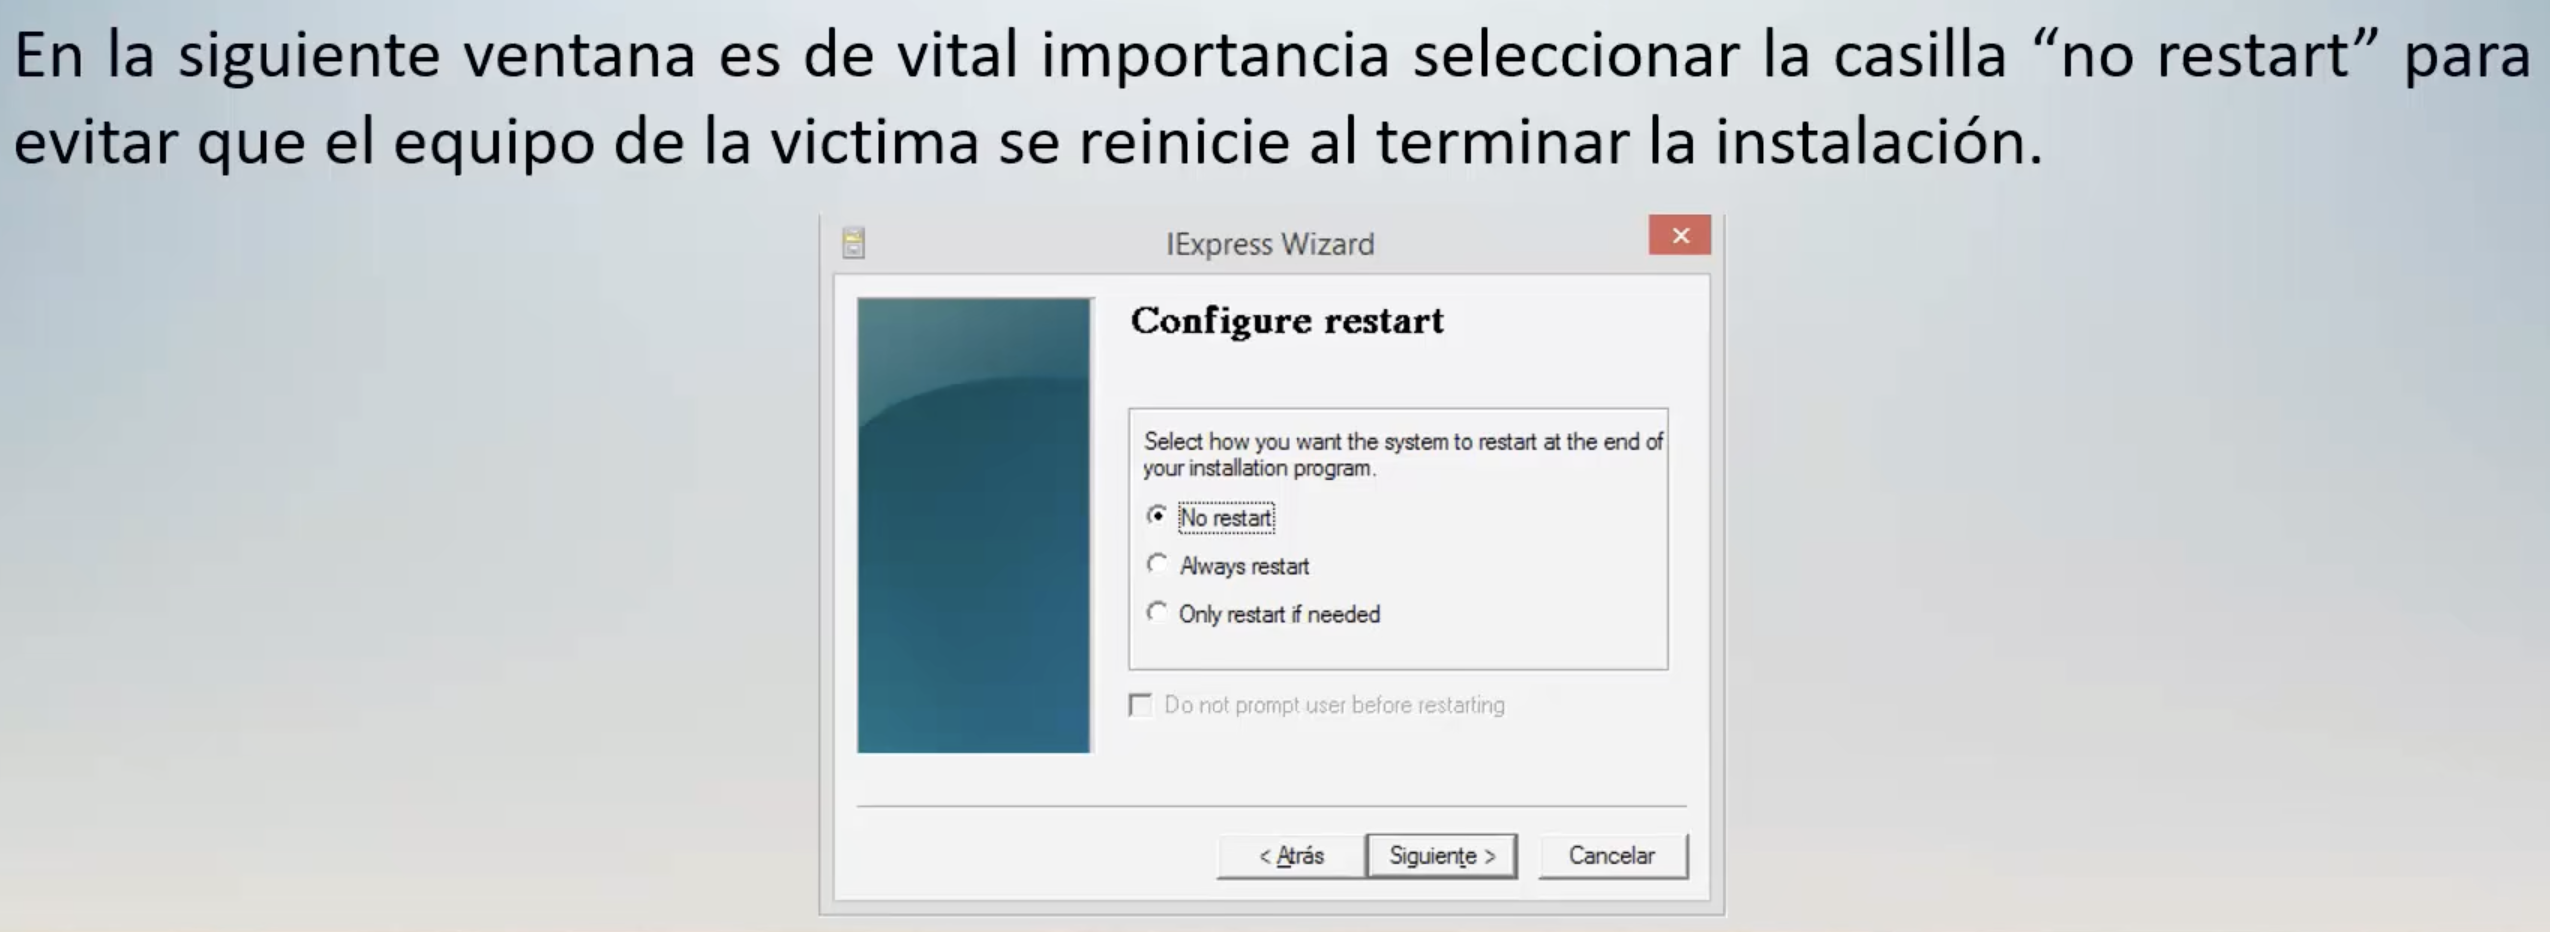 En la siguiente ventana es de vital importancia seleccionar la casilla “no restart” para
evitar que el equipo de la victima se reinicie al terminar la instalación.
IExpress Wizard
Configure restart
Select how you want the system to restart at the end of
your installation program.
No restart
Always restart
Only restart if needed
Do not prompt user before restarting
< Atrás
Siguiente >
Cancelar